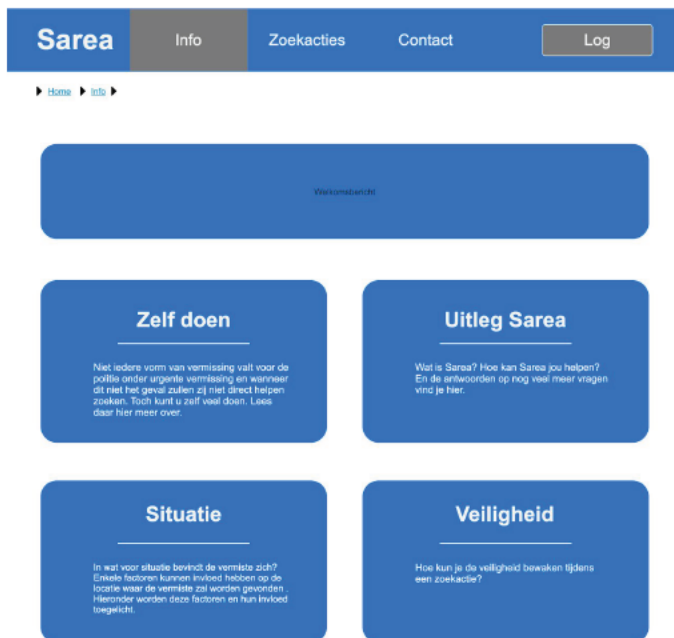 Sarea Info Zoekacties Contact Log
Home Info
Welkomsbericht
Zelf doen
Niet iedere vorm van vermissing valt voor de
politie onder urgente vermissing en wanneer
dit niet het geval zullen zij niet direct helpen
zoeken. Toch kunt u zelf veel doen. Lees
daar hier meer over.
Uitleg Sarea
Wat is Sarea? Hoe kan Sarea jou helpen?
En de antwoorden op nog veel meer vragen
vind je hier.
Situatie
In wat voor situatie bevindt de vermiste zich?
Enkele factoren kunnen invloed hebben op de
locatie waar de vermiste zal worden gevonden .
Hieronder worden deze factoren en hun invloed
toegelicht.
Veiligheid
Hoe kun je de veiligheid bewaken tijdens
een zoekactie?